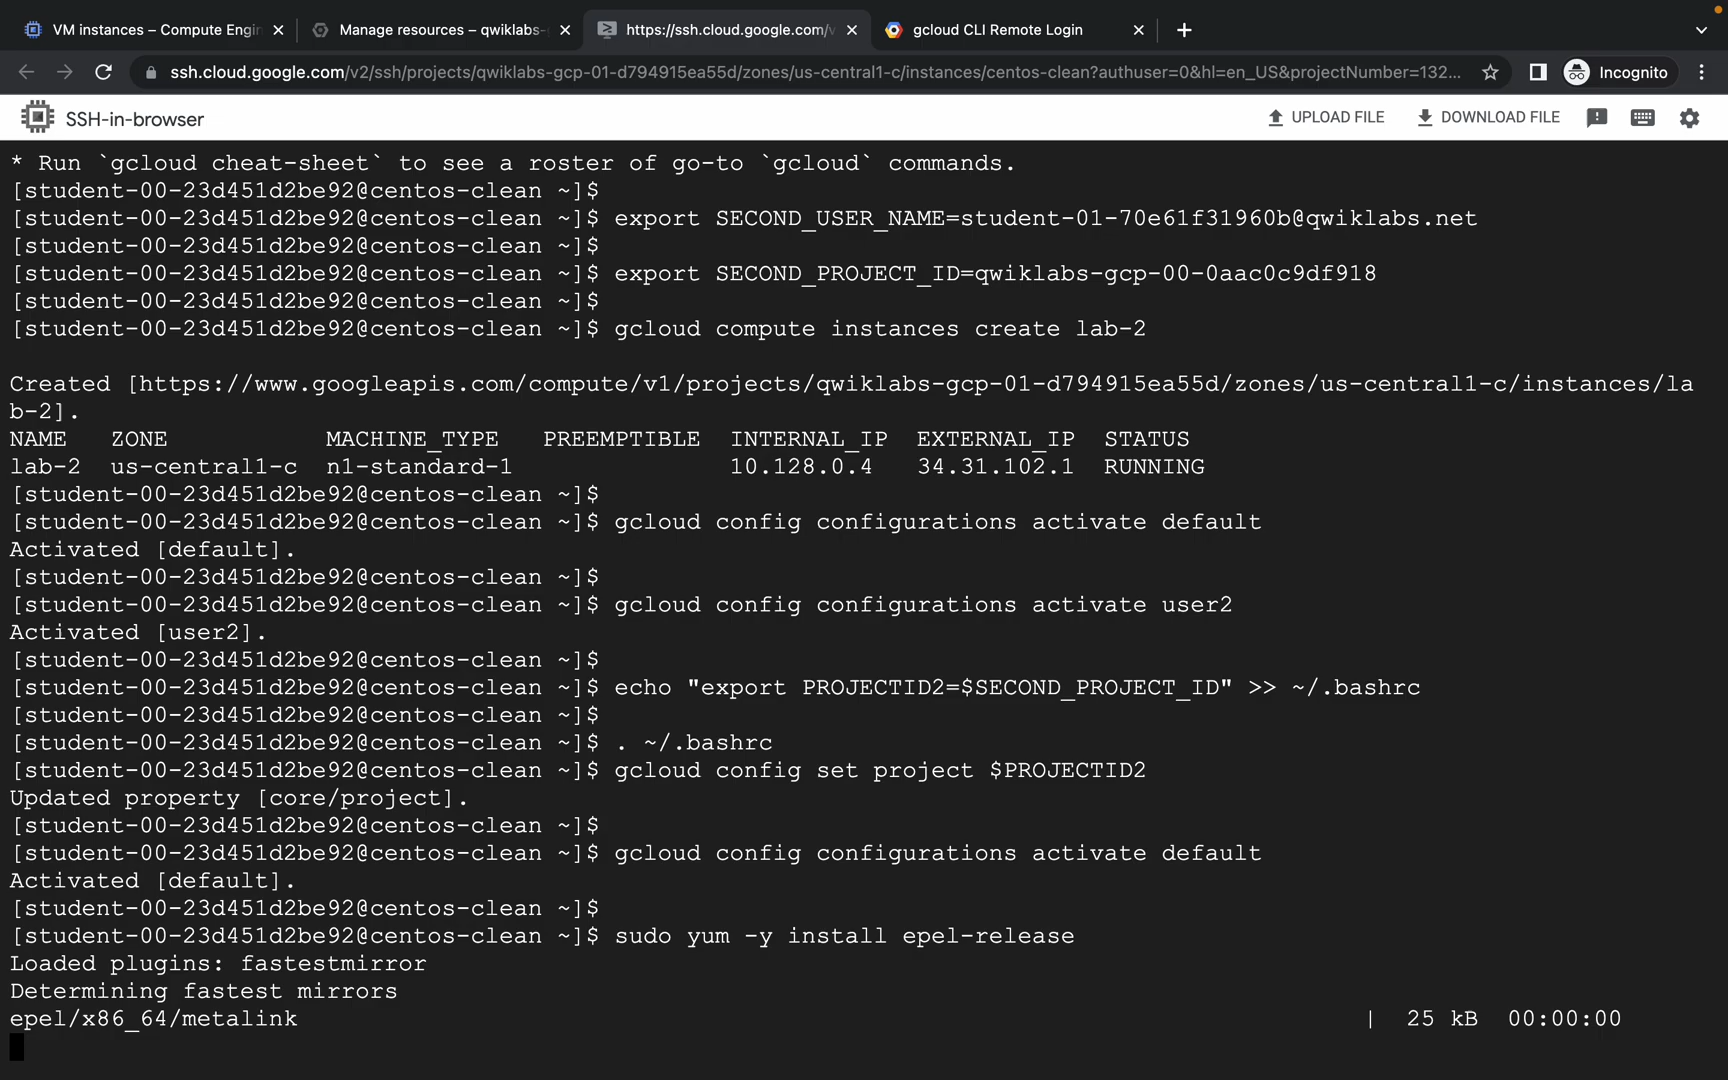 VM instances – Compute Engin
Manage resources – qwiklabs-
https://ssh.cloud.google.com/v
gcloud CLI Remote Login
ssh.cloud.google.com/v2/ssh/projects/qwiklabs-gcp-01-d794915ea55d/zones/us-central1-c/instances/centos-clean?authuser=0&hl=en_US&projectNumber=132...
Incognito
SSH-in-browser
UPLOAD FILE
DOWNLOAD FILE
* Run `gcloud cheat-sheet` to see a roster of go-to `gcloud` commands.
[student-00-23d451d2be92@centos-clean ~]$
[student-00-23d451d2be92@centos-clean ~]$ export SECOND_USER_NAME=student-01-70e61f31960b@qwiklabs.net
[student-00-23d451d2be92@centos-clean ~]$
[student-00-23d451d2be92@centos-clean ~]$ export SECOND_PROJECT_ID=qwiklabs-gcp-00-0aac0c9df918
[student-00-23d451d2be92@centos-clean ~]$
[student-00-23d451d2be92@centos-clean ~]$ gcloud compute instances create lab-2
Created [https://www.googleapis.com/compute/v1/projects/qwiklabs-gcp-01-d794915ea55d/zones/us-central1-c/instances/la
b-2].
NAME ZONE MACHINE_TYPE PREEMPTIBLE INTERNAL_IP EXTERNAL_IP STATUS
lab-2 us-central1-c n1-standard-1 10.128.0.4 34.31.102.1 RUNNING
[student-00-23d451d2be92@centos-clean ~]$
[student-00-23d451d2be92@centos-clean ~]$ gcloud config configurations activate default
Activated [default].
[student-00-23d451d2be92@centos-clean ~]$
[student-00-23d451d2be92@centos-clean ~]$ gcloud config configurations activate user2
Activated [user2].
[student-00-23d451d2be92@centos-clean ~]$
[student-00-23d451d2be92@centos-clean ~]$ echo "export PROJECTID2=$SECOND_PROJECT_ID" >> ~/.bashrc
[student-00-23d451d2be92@centos-clean ~]$
[student-00-23d451d2be92@centos-clean ~]$ . ~/.bashrc
[student-00-23d451d2be92@centos-clean ~]$ gcloud config set project $PROJECTID2
Updated property [core/project].
[student-00-23d451d2be92@centos-clean ~]$
[student-00-23d451d2be92@centos-clean ~]$ gcloud config configurations activate default
Activated [default].
[student-00-23d451d2be92@centos-clean ~]$
[student-00-23d451d2be92@centos-clean ~]$ sudo yum -y install epel-release
Loaded plugins: fastestmirror
Determining fastest mirrors
epel/x86_64/metalink | 25 kB 00:00:00